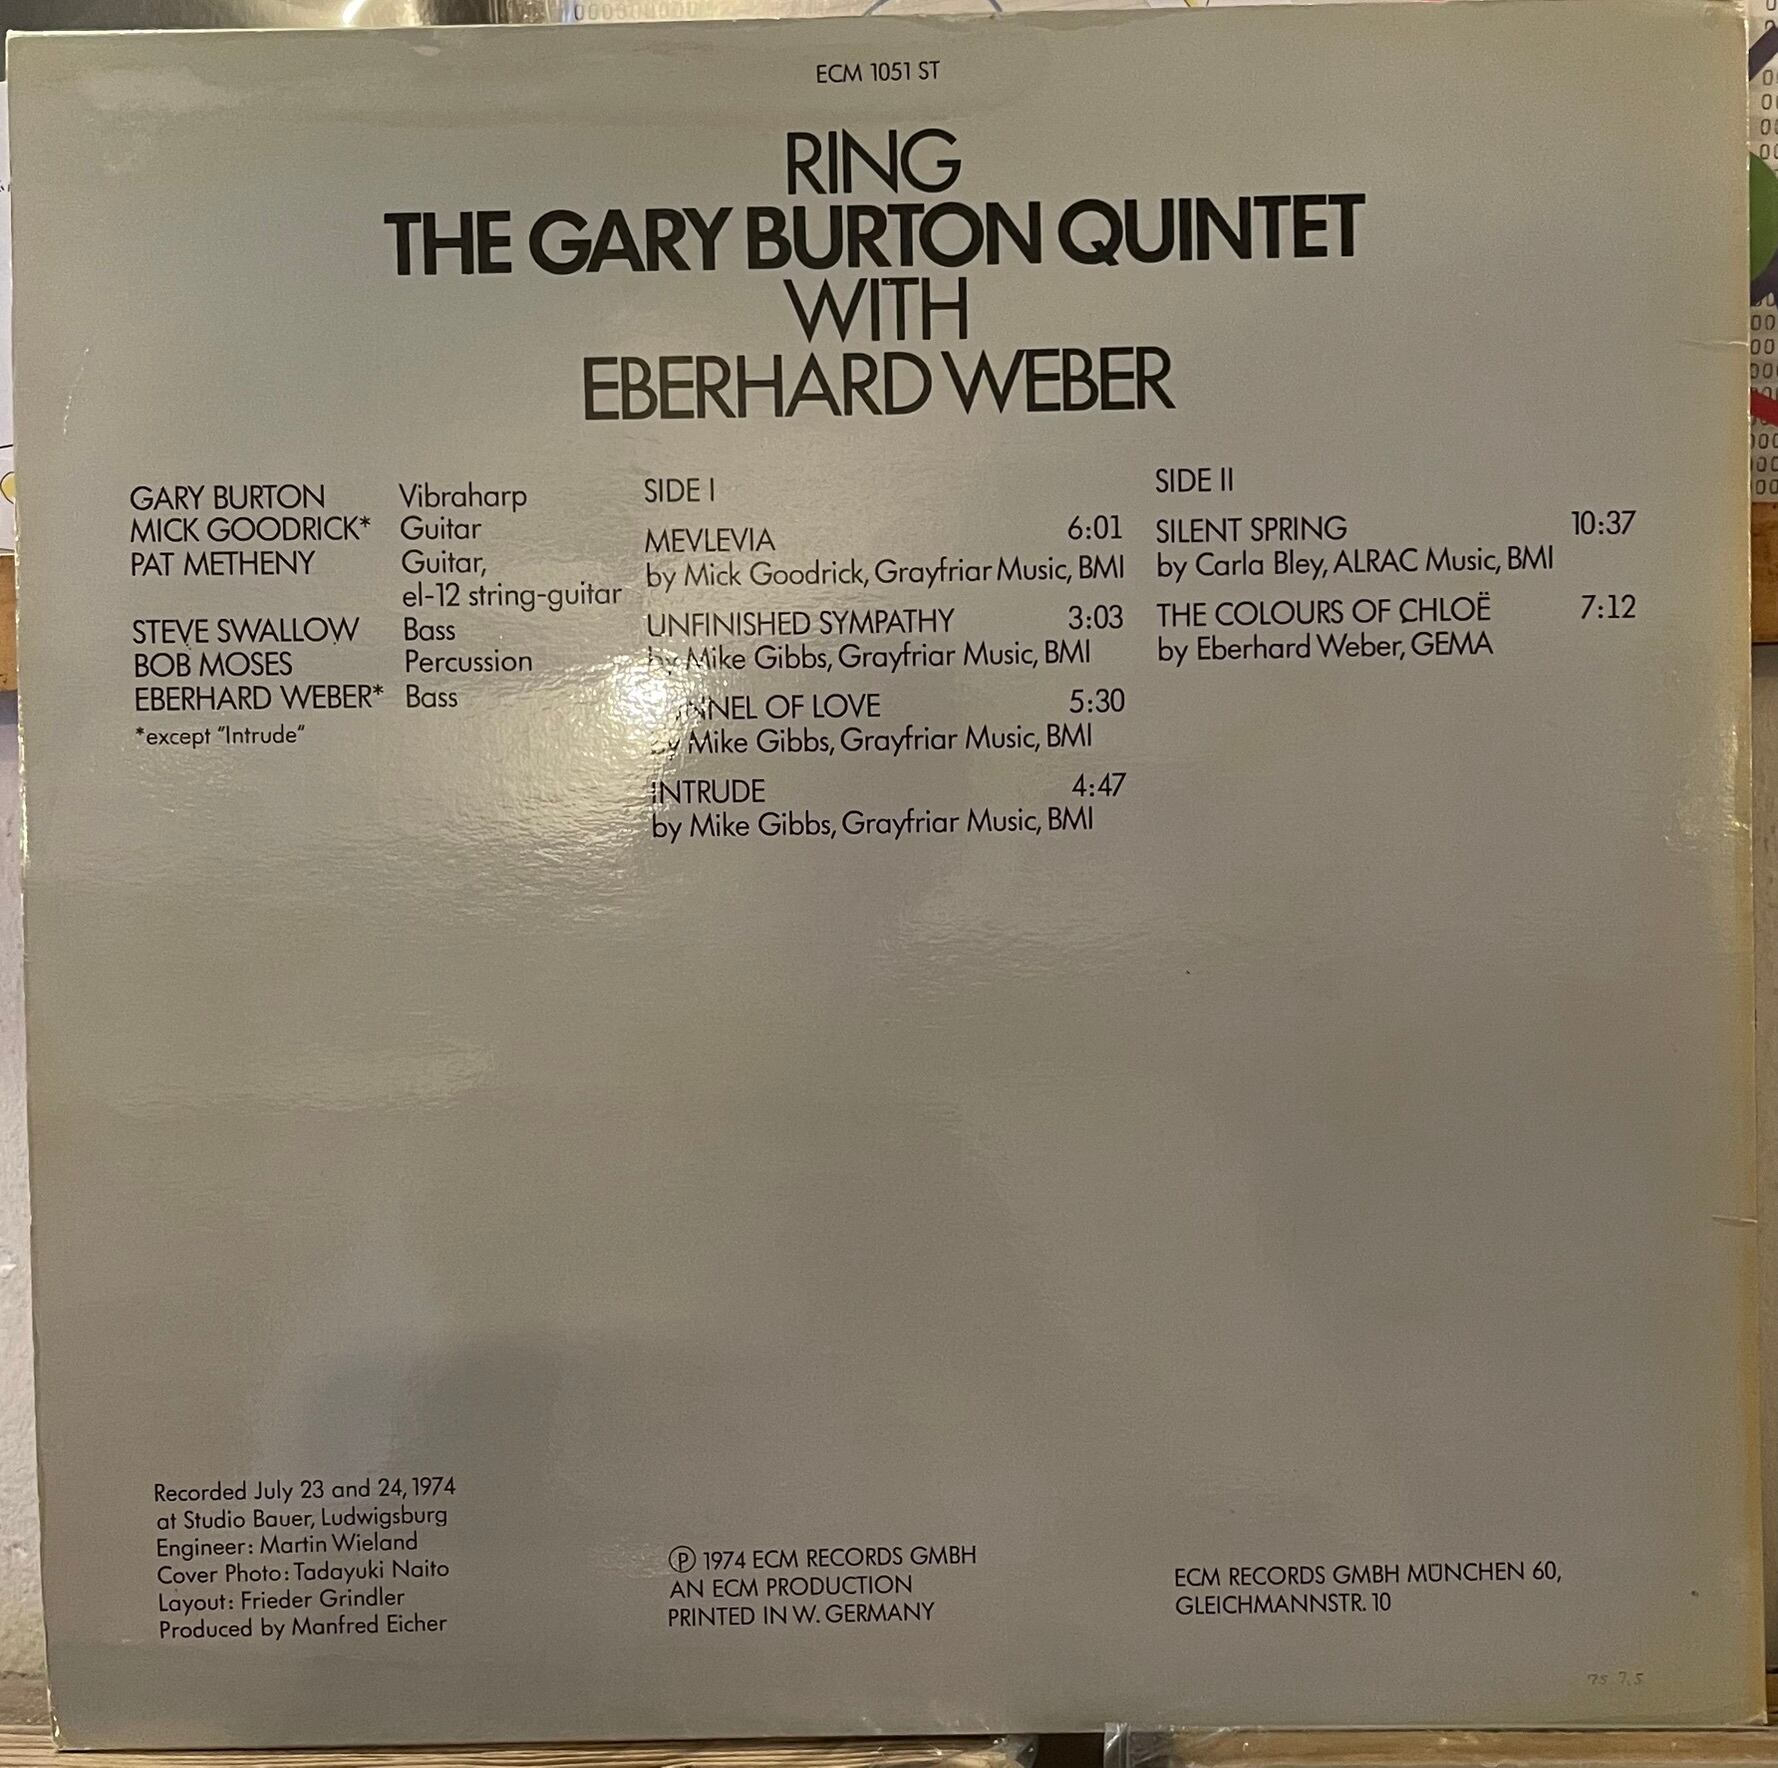 ECM 1051 ST
RING
THE GARY BURTON QUINTET
WITH
EBERHARD WEBER
GARY BURTON Vibraharp
MICK GOODRICK* Guitar
PAT METHENY Guitar,
el-12 string-guitar
STEVE SWALLOW Bass
BOB MOSES Percussion
EBERHARD WEBER* Bass
*except "Intrude"
SIDE I
MEVLEVIA 6:01
by Mick Goodrick, Grayfriar Music, BMI
UNFINISHED SYMPATHY 3:03
by Mike Gibbs, Grayfriar Music, BMI
OF LOVE 5:30
by Mike Gibbs, Grayfriar Music, BMI
INTRUDE 4:47
by Mike Gibbs, Grayfriar Music, BMI
SIDE II
SILENT SPRING 10:37
by Carla Bley, ALRAC Music, BMI
THE COLOURS OF CHLOË 7:12
by Eberhard Weber, GEMA
Recorded July 23 and 24, 1974
at Studio Bauer, Ludwigsburg
Engineer: Martin Wieland
Cover Photo: Tadayuki Naito
Layout: Frieder Grindler
Produced by Manfred Eicher
Ⓟ 1974 ECM RECORDS GMBH
AN ECM PRODUCTION
PRINTED IN W. GERMANY
ECM RECORDS GMBH MÜNCHEN 60,
GLEICHMANNSTR. 10
75 7.5